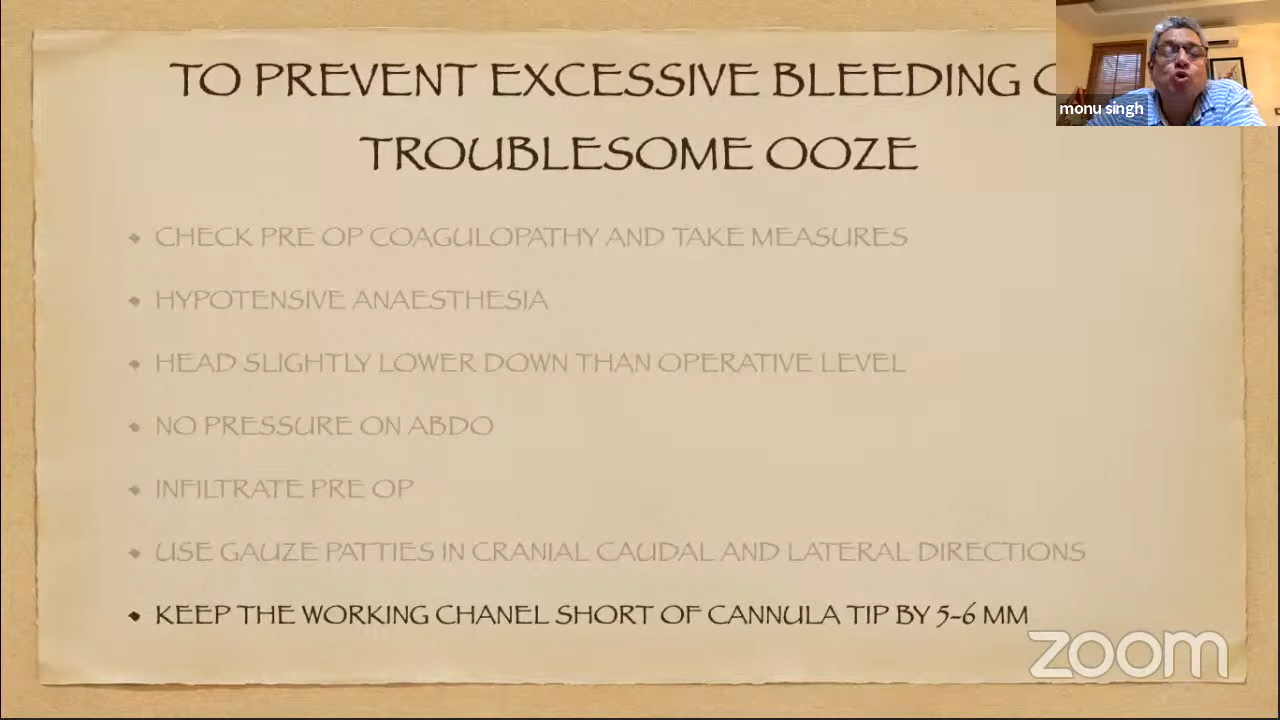 TO PREVENT EXCESSIVE BLEEDING
TROUBLESOME OOZE
monu singh
CHECK PRE OP COAGULOPATHY AND TAKE MEASURES
HYPOTENSIVE ANAESTHESIA
HEAD SLIGHTLY LOWER DOWN THAN OPERATIVE LEVEL
NO PRESSURE ON ABDO
INFILTRATE PRE OP
USE GAUZE PATTIES IN CRANIAL CAUDAL AND LATERAL DIRECTIONS
KEEP THE WORKING CHANEL SHORT OF CANNULA TIP BY 5-6 MM
zoom